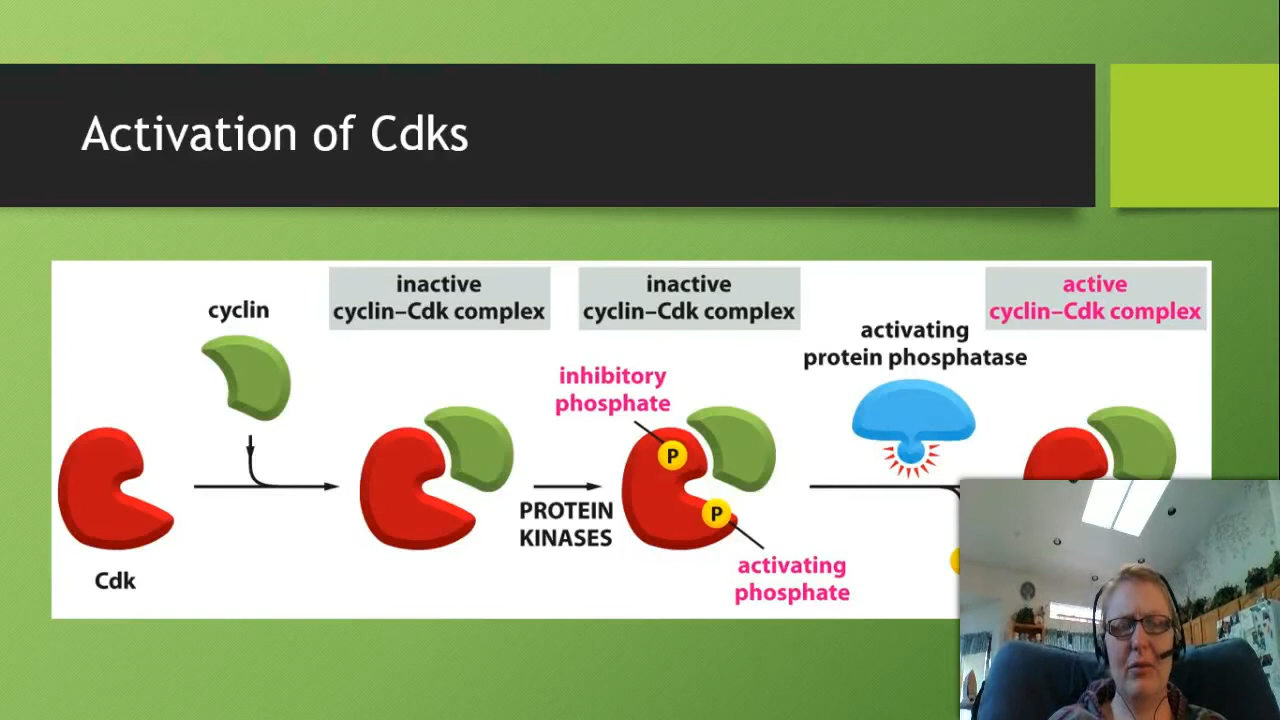 Activation of Cdks
cyclin
inactive
cyclin–Cdk complex
inactive
cyclin–Cdk complex
activating
protein phosphatase
active
cyclin–Cdk complex
inhibitory
phosphate
P
P
PROTEIN
KINASES
activating
phosphate
Cdk